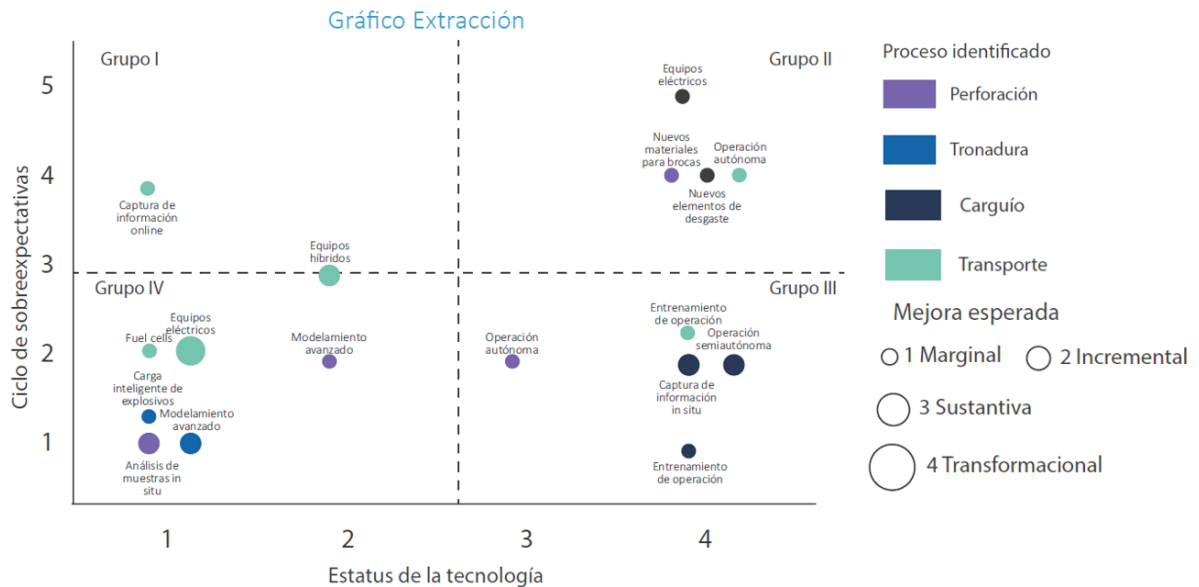 Gráfico Extracción
Ciclo de sobreexpectativas
5
4
3
2
1
Grupo I
Captura de
información
online
Equipos
híbridos
Grupo II
Equipos
eléctricos
Nuevos
materiales
para brocas
Operación
autónoma
Nuevos
elementos de
desgaste
Grupo IV
Equipos
eléctricos
Fuel cells
Carga
inteligente de
explosivos
Modelamiento
avanzado
Análisis de
muestras in
situ
Modelamiento
avanzado
Grupo III
Operación
autónoma
Entrenamiento
de operación
Operación
semiautónoma
Captura de
información
in situ
Entrenamiento
de operación
1
2
3
4
Estatus de la tecnología
Proceso identificado
Perforación
Tronadura
Carguío
Transporte
Mejora esperada
1 Marginal
2 Incremental
3 Sustantiva
4 Transformacional